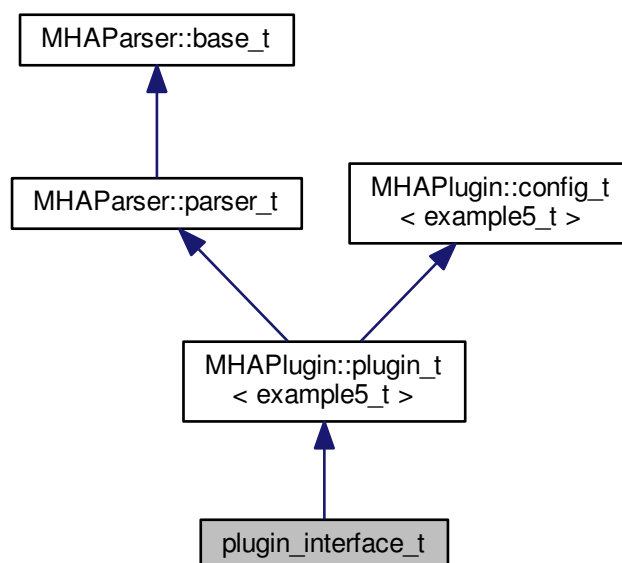 MHAParser::base_t
MHAParser::parser_t
MHAPlugin::config_t
< example5_t >
MHAPlugin::plugin_t
< example5_t >
plugin_interface_t